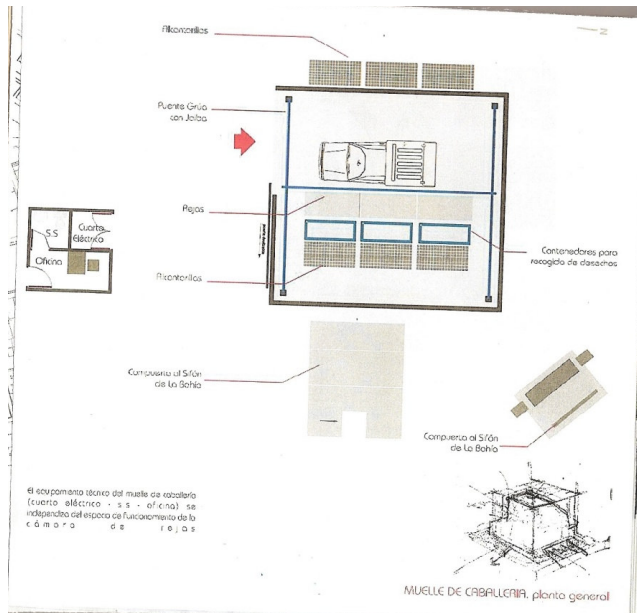 N
Alcantarillas
Puente Grúa
con Jaiba
Rejas
S.S
Cuarto
Eléctrico
Oficina
Contenedores para
recogida de desechos
Alcantarillas
Compuerta al Sifón
de La Bahía
Compuerta al Sifón
de La Bahía
El equipamiento técnico del muelle de caballería
(cuarto eléctrico - s.s - oficina) se
independiza del espacio de funcionamiento de la
cámara de rejas
MUELLE DE CABALLERIA. planta general